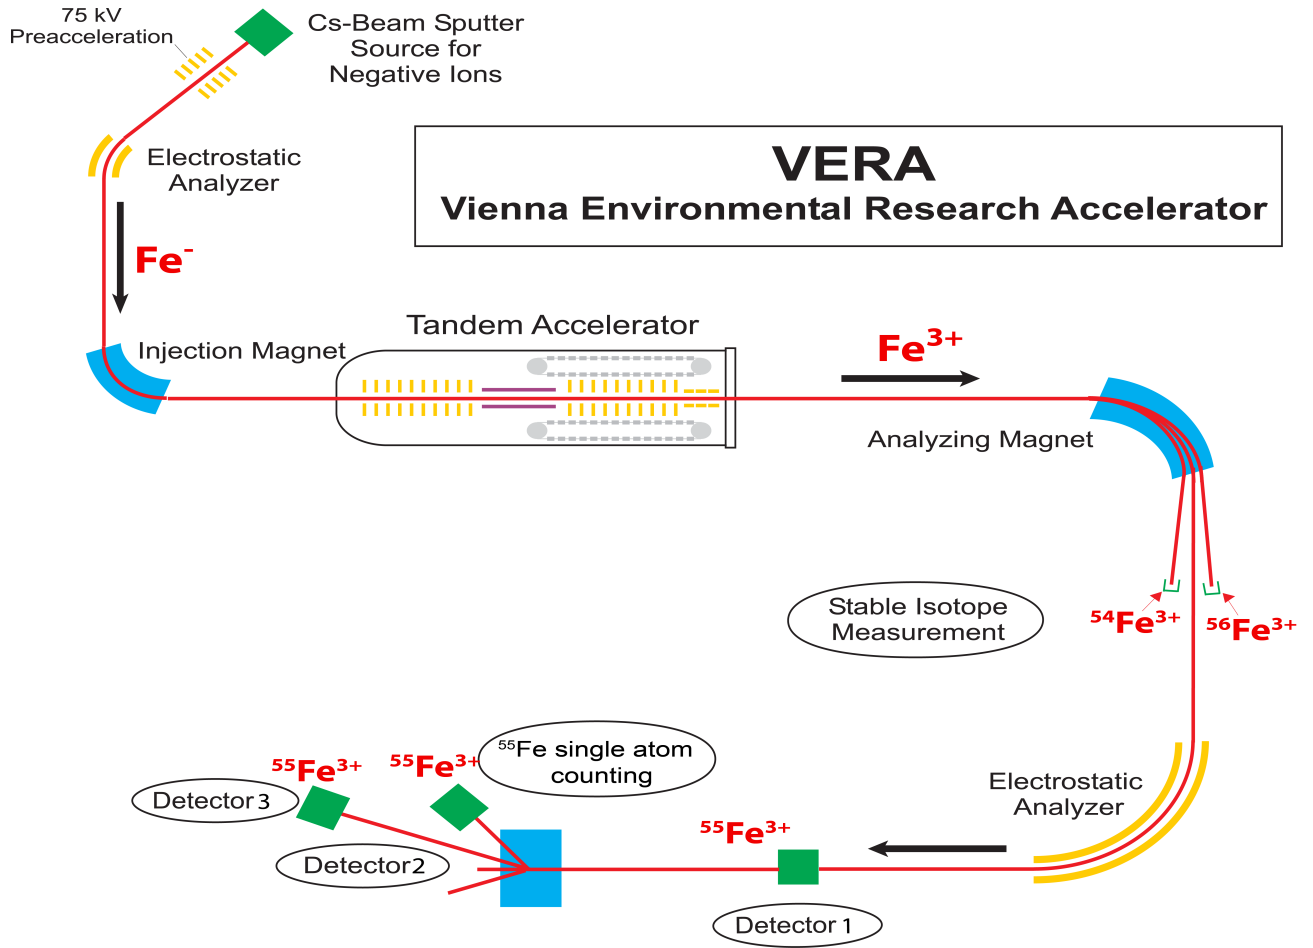 75 kV
Preacceleration
Cs-Beam Sputter
Source for
Negative Ions
Electrostatic
Analyzer
VERA
Vienna Environmental Research Accelerator
Fe⁻
Injection Magnet
Tandem Accelerator
Fe³⁺
Analyzing Magnet
Stable Isotope
Measurement
⁵⁴Fe³⁺
⁵⁶Fe³⁺
⁵⁵Fe single atom
counting
⁵⁵Fe³⁺
⁵⁵Fe³⁺
Detector 3
Detector 2
Electrostatic
Analyzer
⁵⁵Fe³⁺
Detector 1